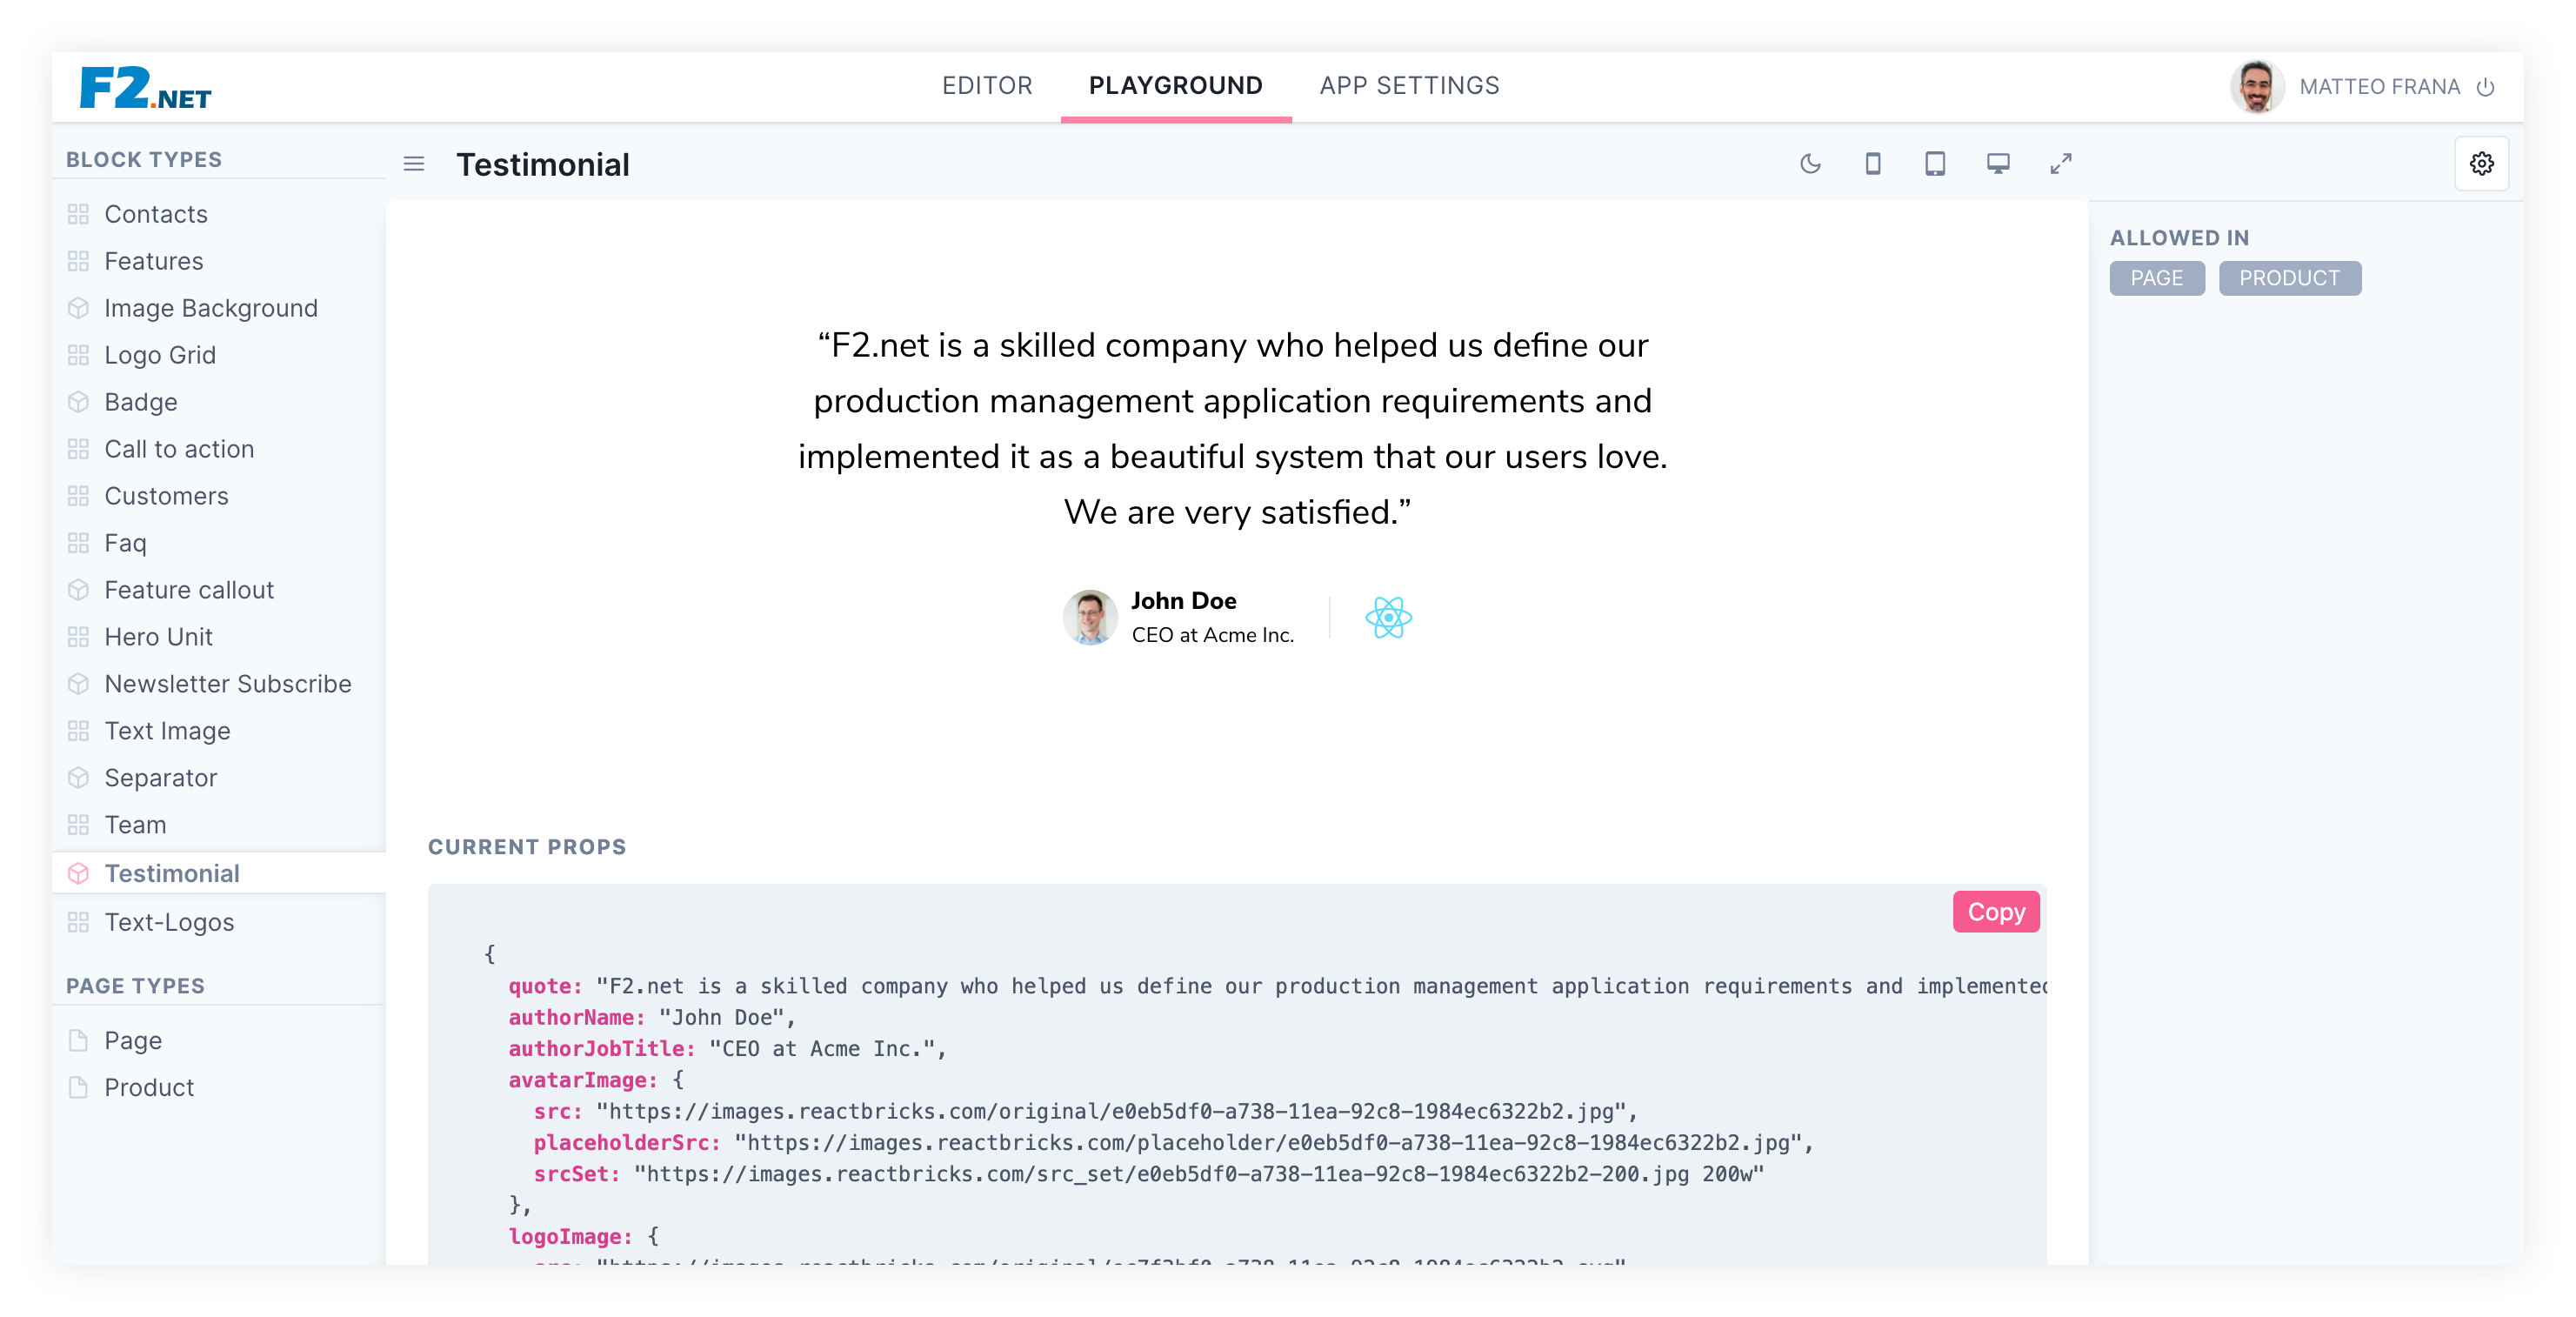 F2.NET
EDITOR PLAYGROUND APP SETTINGS
MATTEO FRANA
BLOCK TYPES
Contacts
Features
Image Background
Logo Grid
Badge
Call to action
Customers
Faq
Feature callout
Hero Unit
Newsletter Subscribe
Text Image
Separator
Team
Testimonial
Text-Logos
PAGE TYPES
Page
Product
Testimonial
“F2.net is a skilled company who helped us define our
production management application requirements and
implemented it as a beautiful system that our users love.
We are very satisfied.”
John Doe
CEO at Acme Inc.
CURRENT PROPS
Copy
{
quote: "F2.net is a skilled company who helped us define our production management application requirements and implemented
authorName: "John Doe",
authorJobTitle: "CEO at Acme Inc.",
avatarImage: {
src: "https://images.reactbricks.com/original/e0eb5df0-a738-11ea-92c8-1984ec6322b2.jpg",
placeholderSrc: "https://images.reactbricks.com/placeholder/e0eb5df0-a738-11ea-92c8-1984ec6322b2.jpg",
srcSet: "https://images.reactbricks.com/src_set/e0eb5df0-a738-11ea-92c8-1984ec6322b2-200.jpg 200w"
},
logoImage: {
ALLOWED IN
PAGE PRODUCT